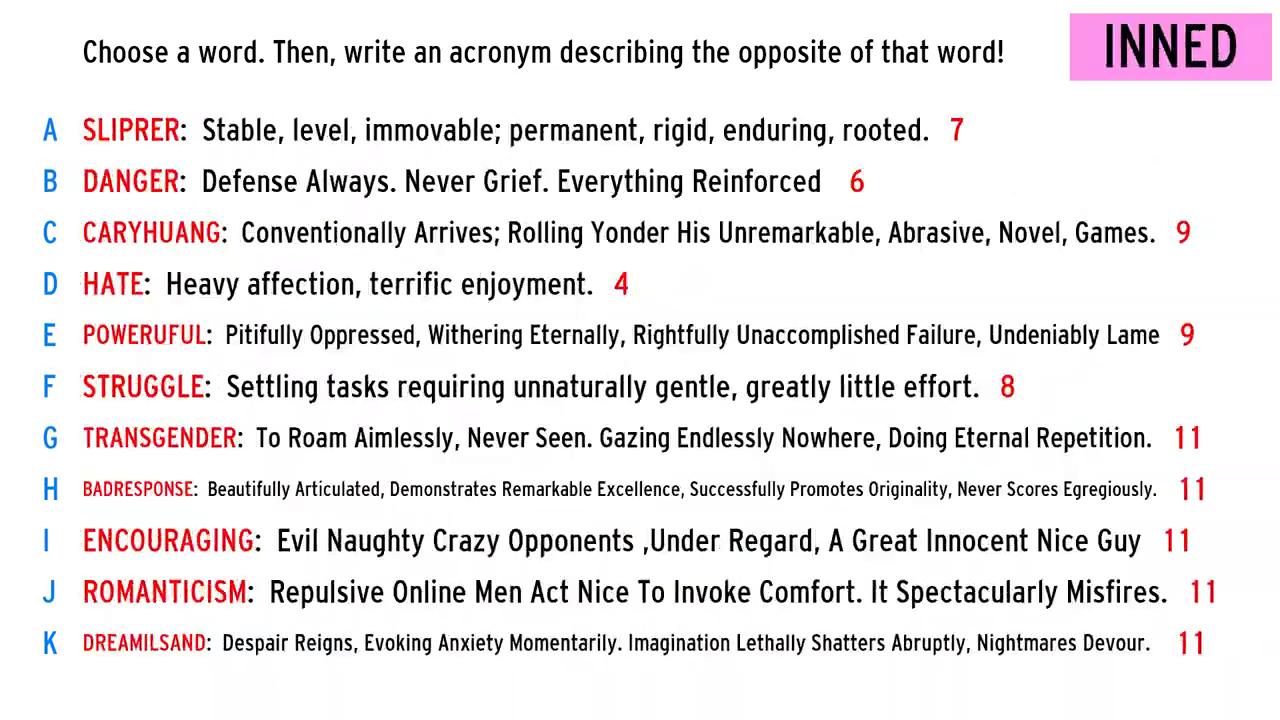 Choose a word. Then, write an acronym describing the opposite of that word!
INNED
A SLIPRER: Stable, level, immovable; permanent, rigid, enduring, rooted. 7
B DANGER: Defense Always. Never Grief. Everything Reinforced 6
C CARYHUANG: Conventionally Arrives; Rolling Yonder His Unremarkable, Abrasive, Novel, Games. 9
D HATE: Heavy affection, terrific enjoyment. 4
E POWERUFUL: Pitifully Oppressed, Withering Eternally, Rightfully Unaccomplished Failure, Undeniably Lame 9
F STRUGGLE: Settling tasks requiring unnaturally gentle, greatly little effort. 8
G TRANSGENDER: To Roam Aimlessly, Never Seen. Gazing Endlessly Nowhere, Doing Eternal Repetition. 11
H BADRESPONSE: Beautifully Articulated, Demonstrates Remarkable Excellence, Successfully Promotes Originality, Never Scores Egregiously. 11
I ENCOURAGING: Evil Naughty Crazy Opponents ,Under Regard, A Great Innocent Nice Guy 11
J ROMANTICISM: Repulsive Online Men Act Nice To Invoke Comfort. It Spectacularly Misfires. 11
K DREAMILSAND: Despair Reigns, Evoking Anxiety Momentarily. Imagination Lethally Shatters Abruptly, Nightmares Devour. 11